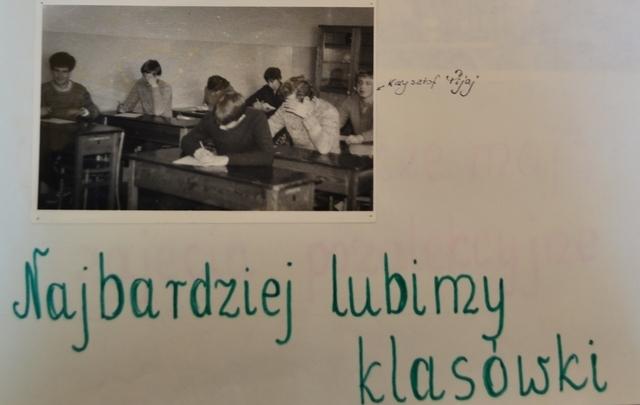 Krzysztof
Najbardziej lubimy
klasówki